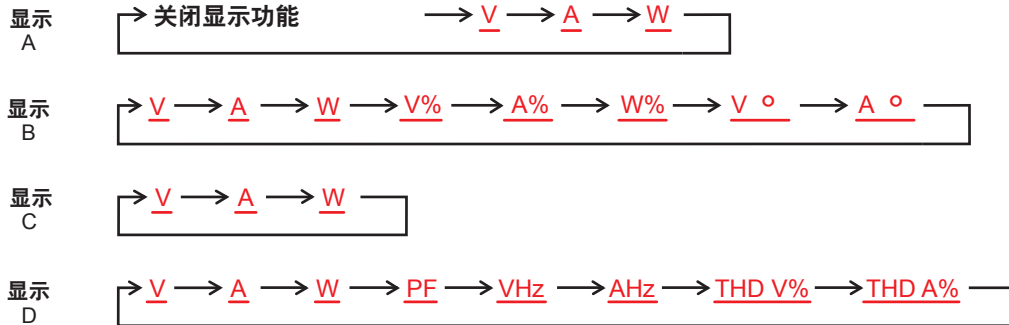 显示
A
关闭显示功能 V A W
显示
B
V A W V% A% W% V ° A °
显示
C
V A W
显示
D
V A W PF VHz AHz THD V% THD A%